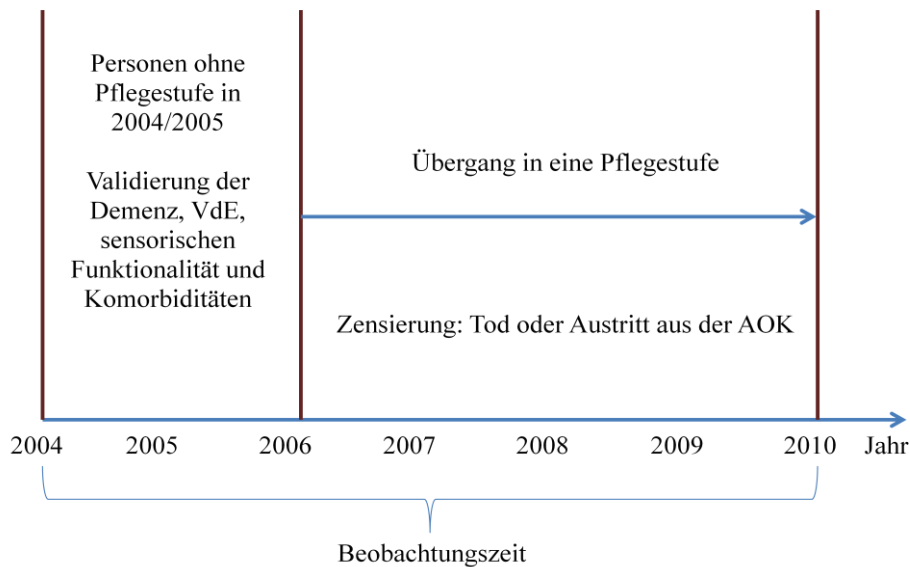 Personen ohne
Pflegestufe in
2004/2005
Validierung der
Demenz, VdE,
sensorischen
Funktionalität und
Komorbiditäten
Übergang in eine Pflegestufe
Zensierung: Tod oder Austritt aus der AOK
2004 2005 2006 2007 2008 2009 2010 Jahr
Beobachtungszeit